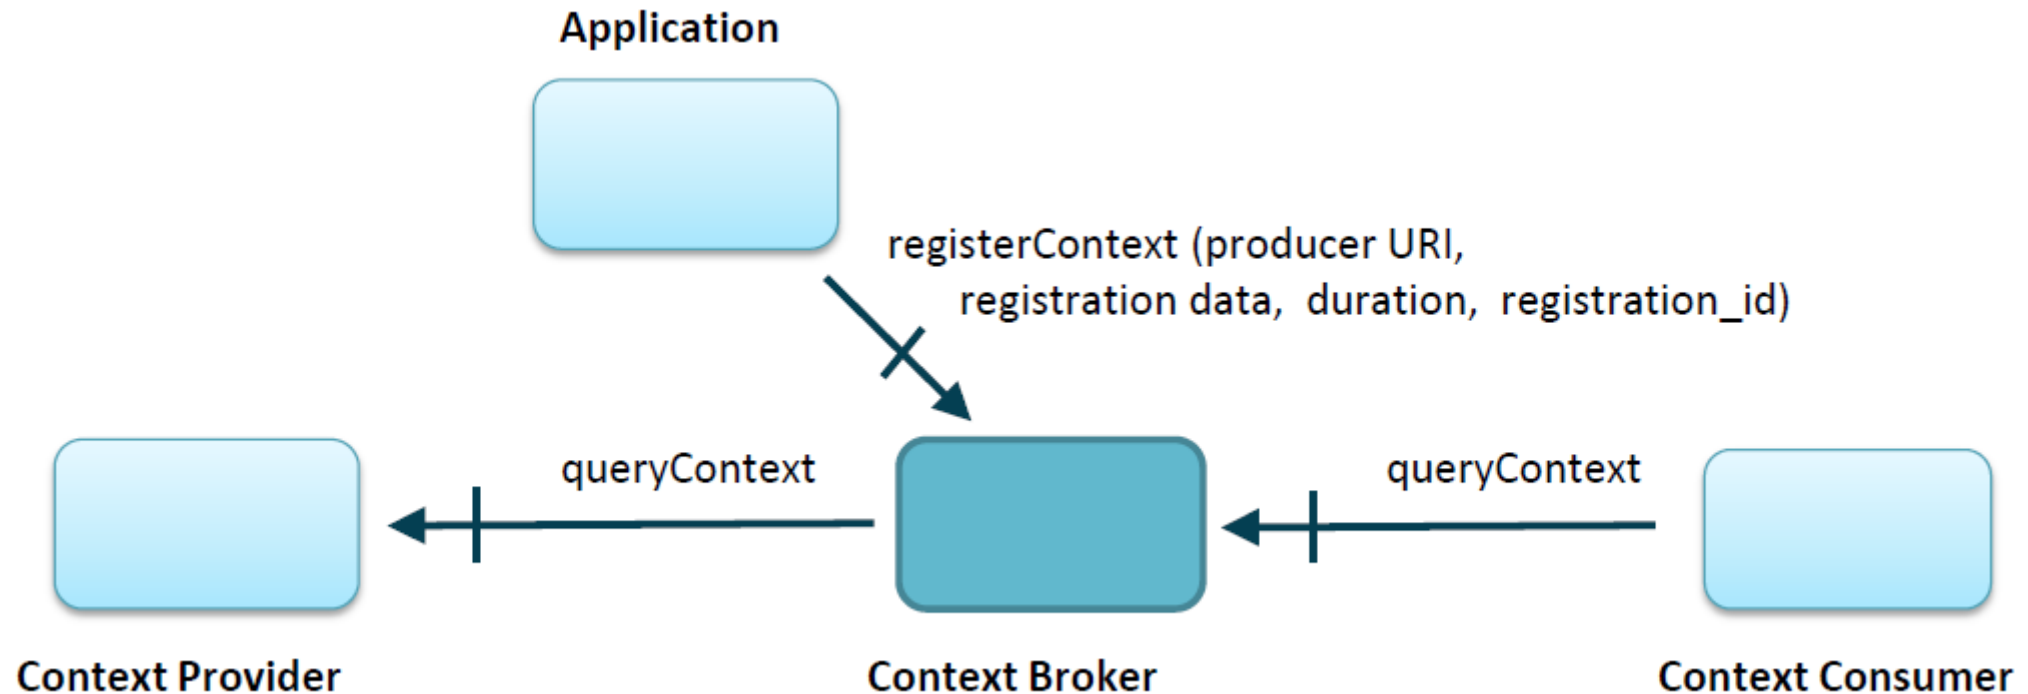 Application
registerContext (producer URI,
registration data, duration, registration_id)
queryContext
queryContext
Context Provider
Context Broker
Context Consumer